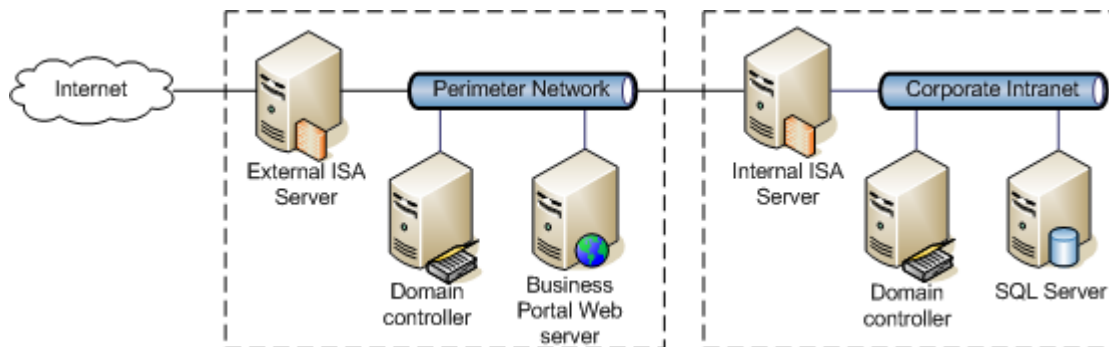 Internet
External ISA
Server
Perimeter Network
Domain
controller
Business
Portal Web
server
Internal ISA
Server
Corporate Intranet
Domain
controller
SQL Server